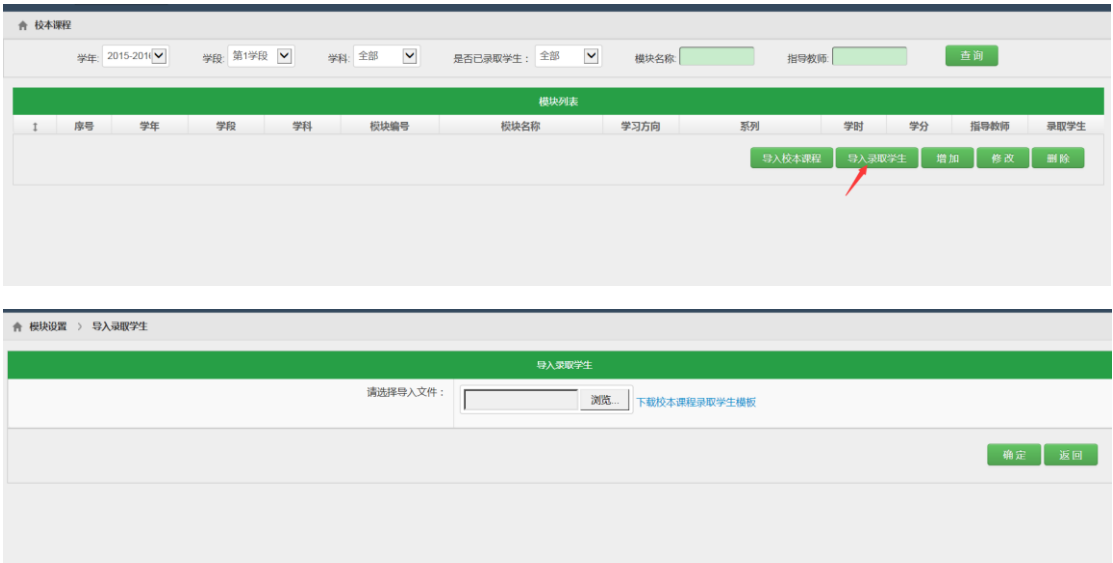 校本课程
学年: 2015-2016 学段: 第1学段 学科: 全部 是否已录取学生： 全部 模块名称: 指导教师: 查询
模块列表
序号 学年 学段 学科 模块编号 模块名称 学习方向 系列 学时 学分 指导教师 录取学生
导入校本课程 导入录取学生 增加 修改 删除
模块设置 〉 导入录取学生
导入录取学生
请选择导入文件： 浏览... 下载校本课程录取学生模板
确定 返回